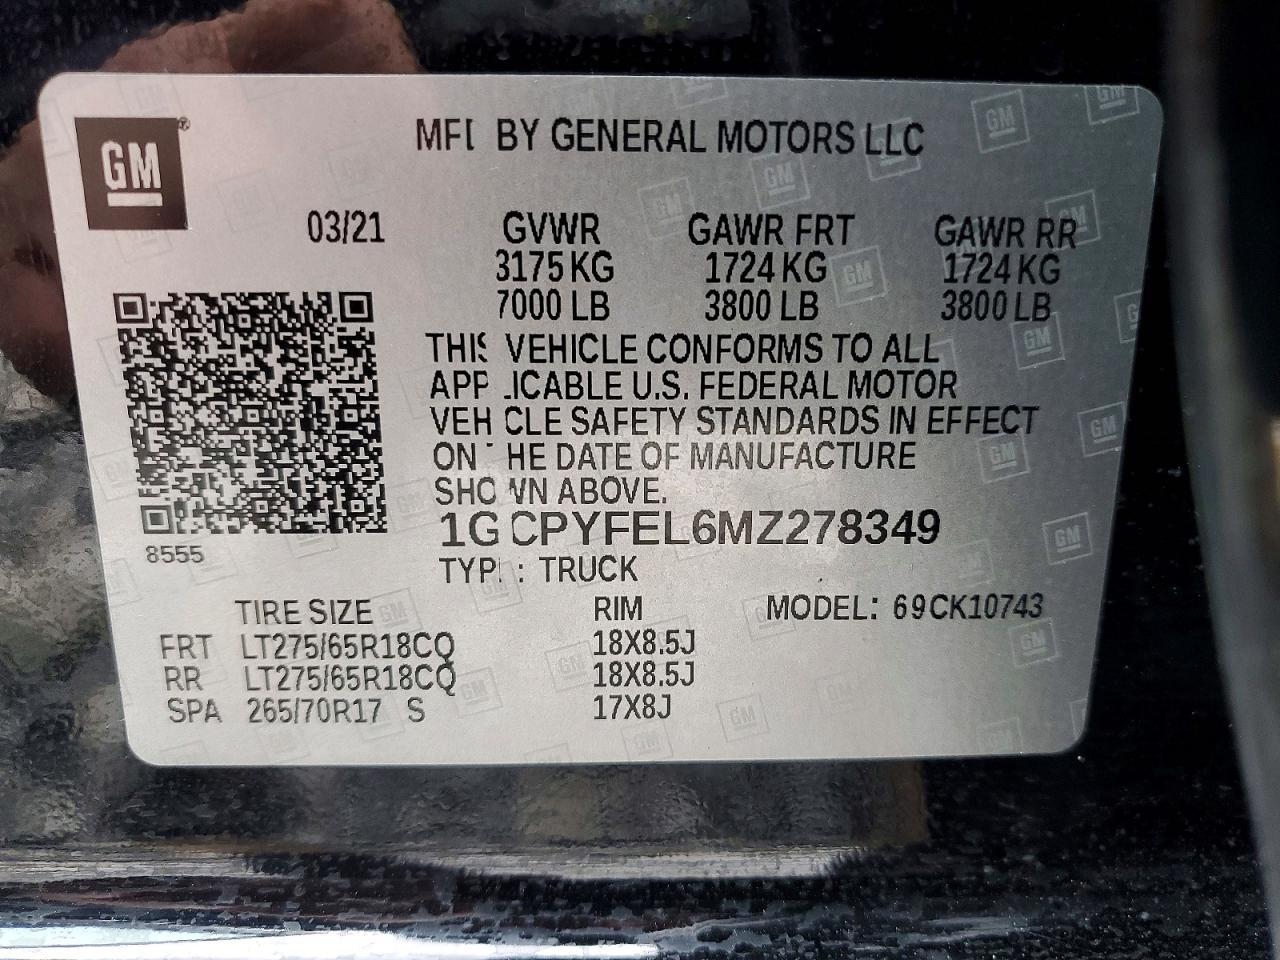 GM®
MFD BY GENERAL MOTORS LLC
03/21 GVWR GAWR FRT GAWR RR
3175 KG 1724 KG 1724 KG
7000 LB 3800 LB 3800 LB
THIS VEHICLE CONFORMS TO ALL
APPLICABLE U.S. FEDERAL MOTOR
VEHICLE SAFETY STANDARDS IN EFFECT
ON THE DATE OF MANUFACTURE
SHOWN ABOVE.
1GCPYFEL6MZ278349
8555
TYPE: TRUCK
TIRE SIZE RIM MODEL: 69CK10743
FRT LT275/65R18CQ 18X8.5J
RR LT275/65R18CQ 18X8.5J
SPA 265/70R17 S 17X8J